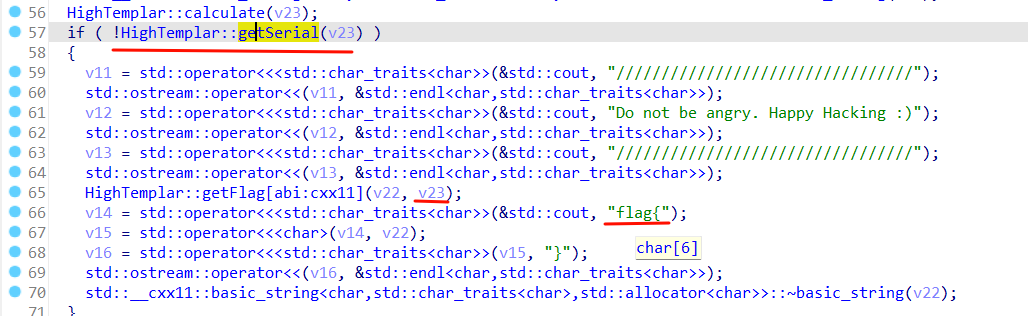 56 HighTemplar::calculate(v23);
57 if ( !HighTemplar::getSerial(v23) )
58 {
59 v11 = std::operator<<<std::char_traits<char>>(&std::cout, "/////////////////////////////////");
60 std::ostream::operator<<(v11, &std::endl<char,std::char_traits<char>>);
61 v12 = std::operator<<<std::char_traits<char>>(&std::cout, "Do not be angry. Happy Hacking :)");
62 std::ostream::operator<<(v12, &std::endl<char,std::char_traits<char>>);
63 v13 = std::operator<<<std::char_traits<char>>(&std::cout, "/////////////////////////////////");
64 std::ostream::operator<<(v13, &std::endl<char,std::char_traits<char>>);
65 HighTemplar::getFlag[abi:cxx11](v22, v23);
66 v14 = std::operator<<<std::char_traits<char>>(&std::cout, "flag{");
67 v15 = std::operator<<<char>(v14, v22);
char[6]
68 v16 = std::operator<<<std::char_traits<char>>(v15, "}");
69 std::ostream::operator<<(v16, &std::endl<char,std::char_traits<char>>);
70 std::__cxx11::basic_string<char,std::char_traits<char>,std::allocator<char>>::~basic_string(v22);
71 }